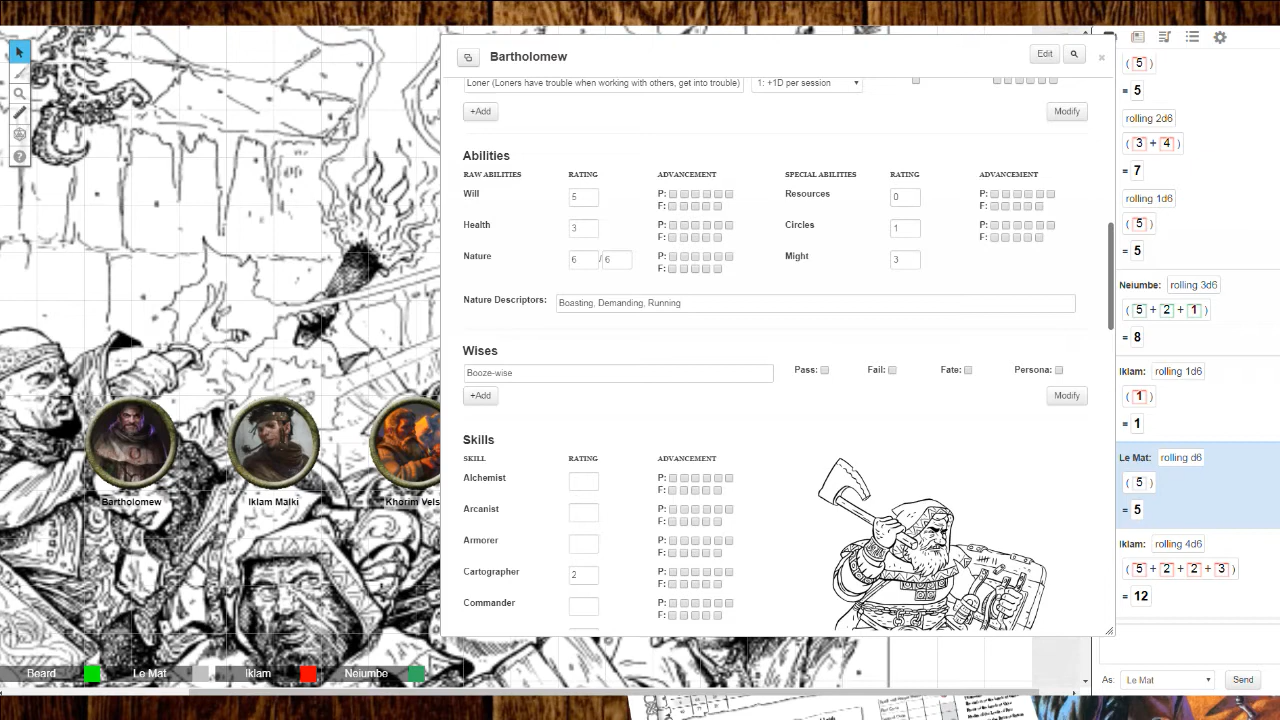 Bartholomew
Edit
Loner (Loners have trouble when working with others, get into trouble)
1: +1D per session
+Add
Modify
Abilities
RAW ABILITIES RATING ADVANCEMENT SPECIAL ABILITIES RATING ADVANCEMENT
Will 5 P: Resources 0 P:
F: F:
Health 3 P: Circles 1 P:
F: F:
Nature 6 / 6 P: Might 3
F:
Nature Descriptors: Boasting, Demanding, Running
Wises
Booze-wise Pass: Fail: Fate: Persona:
+Add
Modify
Skills
SKILL RATING ADVANCEMENT
Alchemist P:
F:
Arcanist P:
F:
Armorer P:
F:
Cartographer 2 P:
F:
Commander P:
F:
Bartholomew
Iklam Malki
Khorim Vels
Beard
Le Mat
Iklam
Neiumbe
( 5 )
= 5
rolling 2d6
( 3 + 4 )
= 7
rolling 1d6
( 5 )
= 5
Neiumbe: rolling 3d6
( 5 + 2 + 1 )
= 8
Iklam: rolling 1d6
( 1 )
= 1
Le Mat: rolling d6
( 5 )
= 5
Iklam: rolling 4d6
( 5 + 2 + 2 + 3 )
= 12
As Le Mat Send